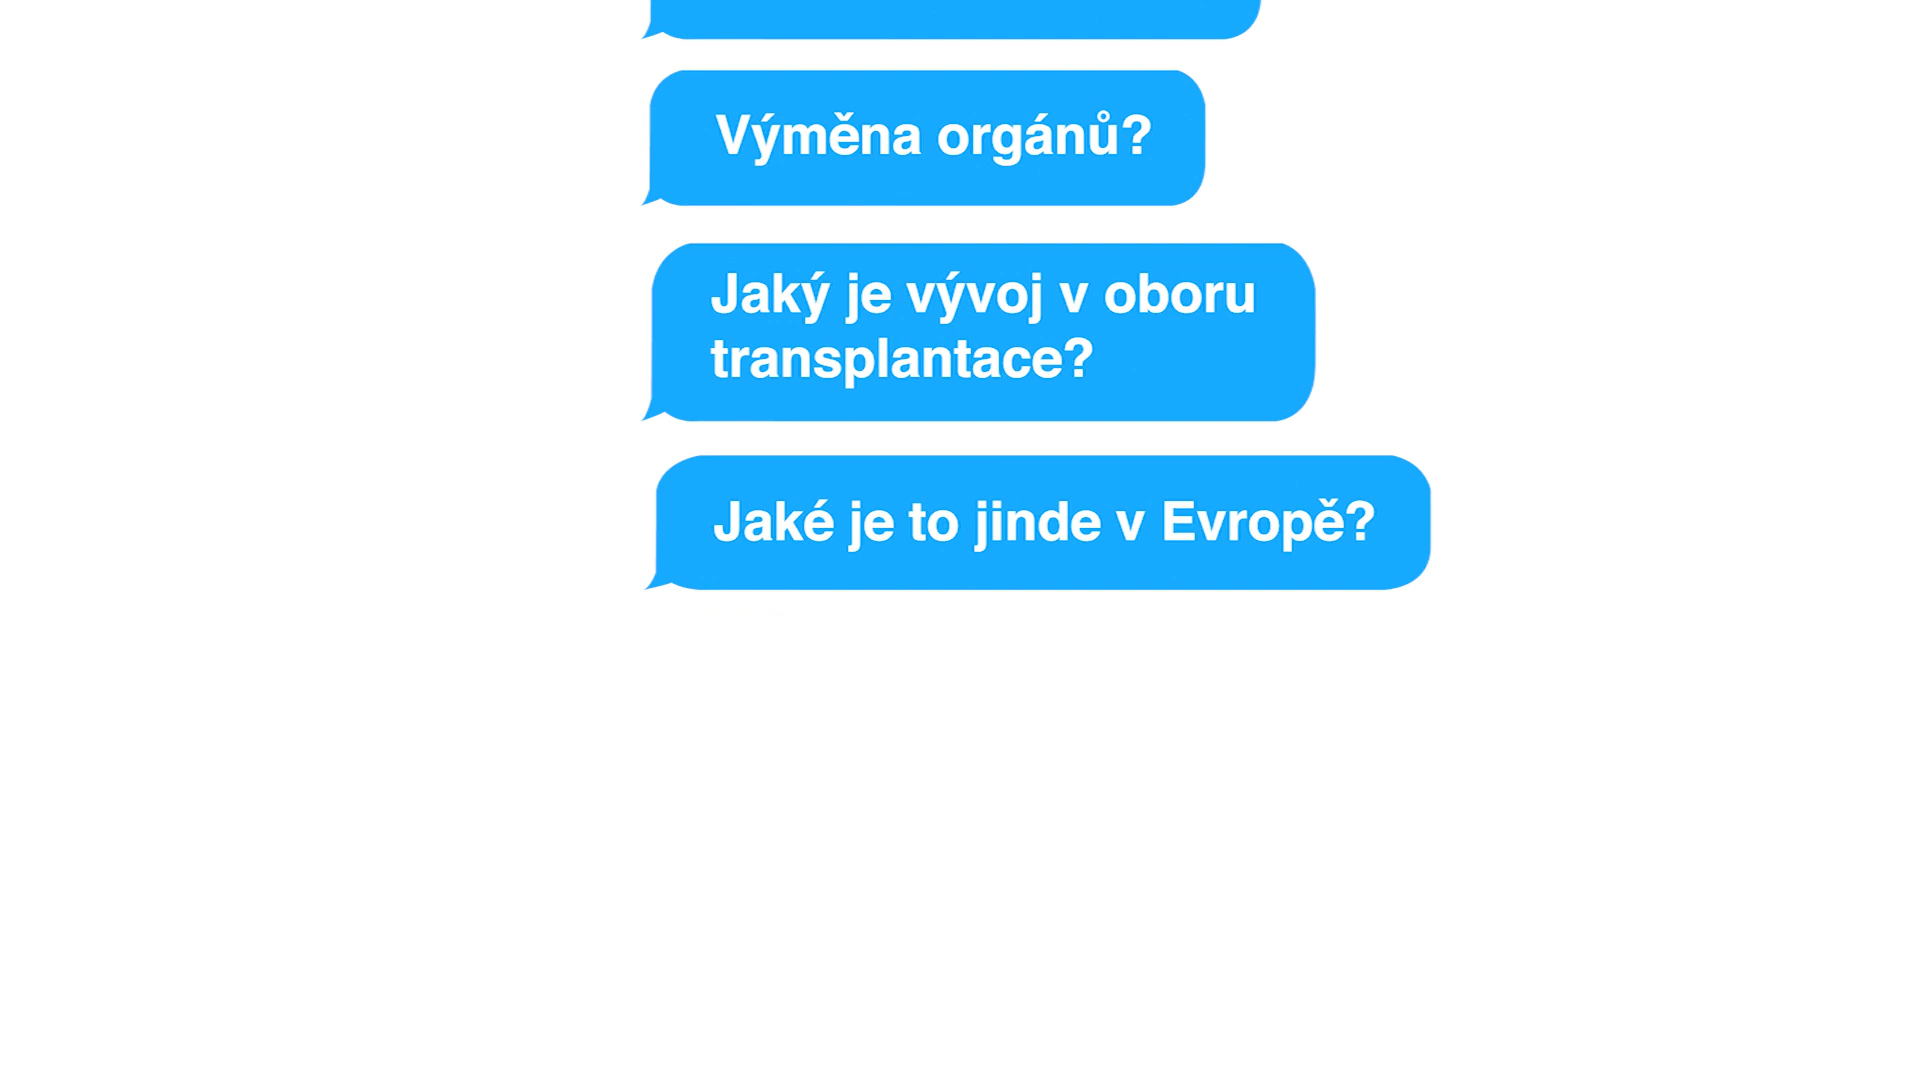 Výměna orgánů?
Jaký je vývoj v oboru
transplantace?
Jaké je to jinde v Evropě?